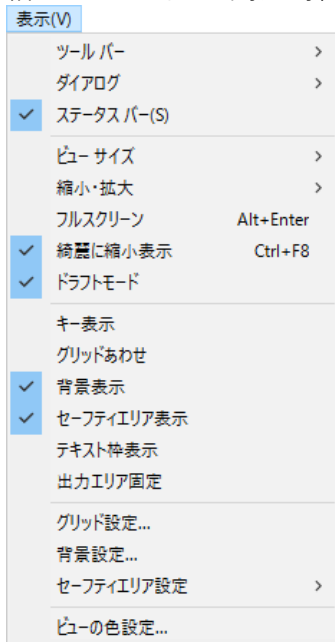 表示(V)
ツール バー >
ダイアログ >
ステータス バー(S)
ビュー サイズ >
縮小・拡大 >
フルスクリーン Alt+Enter
綺麗に縮小表示 Ctrl+F8
ドラフトモード
キー表示
グリッドあわせ
背景表示
セーフティエリア表示
テキスト枠表示
出力エリア固定
グリッド設定...
背景設定...
セーフティエリア設定 >
ビューの色設定...